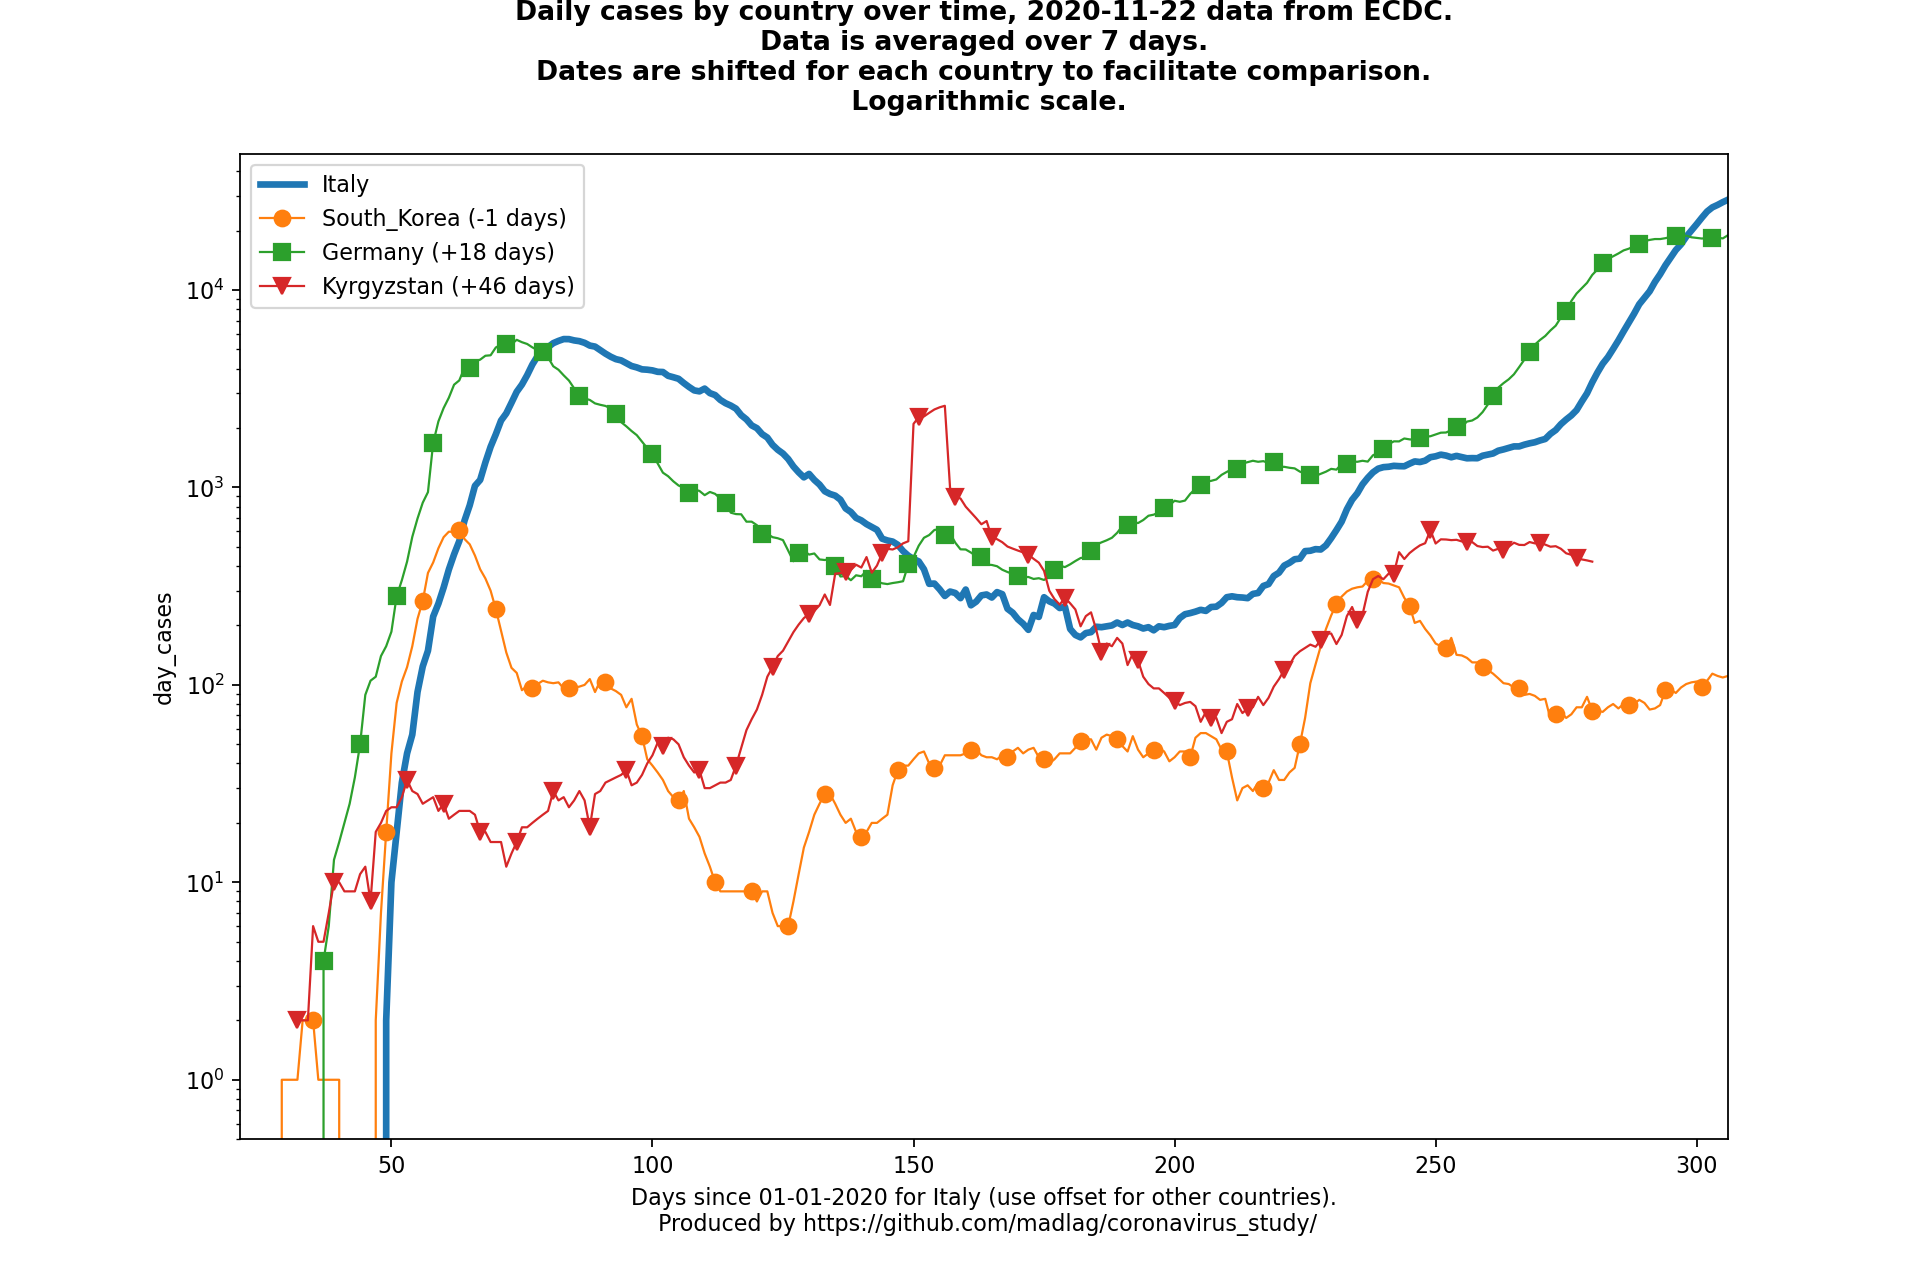 Daily cases by country over time, 2020-11-22 data from ECDC.
Data is averaged over 7 days.
Dates are shifted for each country to facilitate comparison.
Logarithmic scale.
Italy
South_Korea (-1 days)
Germany (+18 days)
Kyrgyzstan (+46 days)
day_cases
10⁴
10³
10²
10¹
10⁰
50 100 150 200 250 300
Days since 01-01-2020 for Italy (use offset for other countries).
Produced by https://github.com/madlag/coronavirus_study/